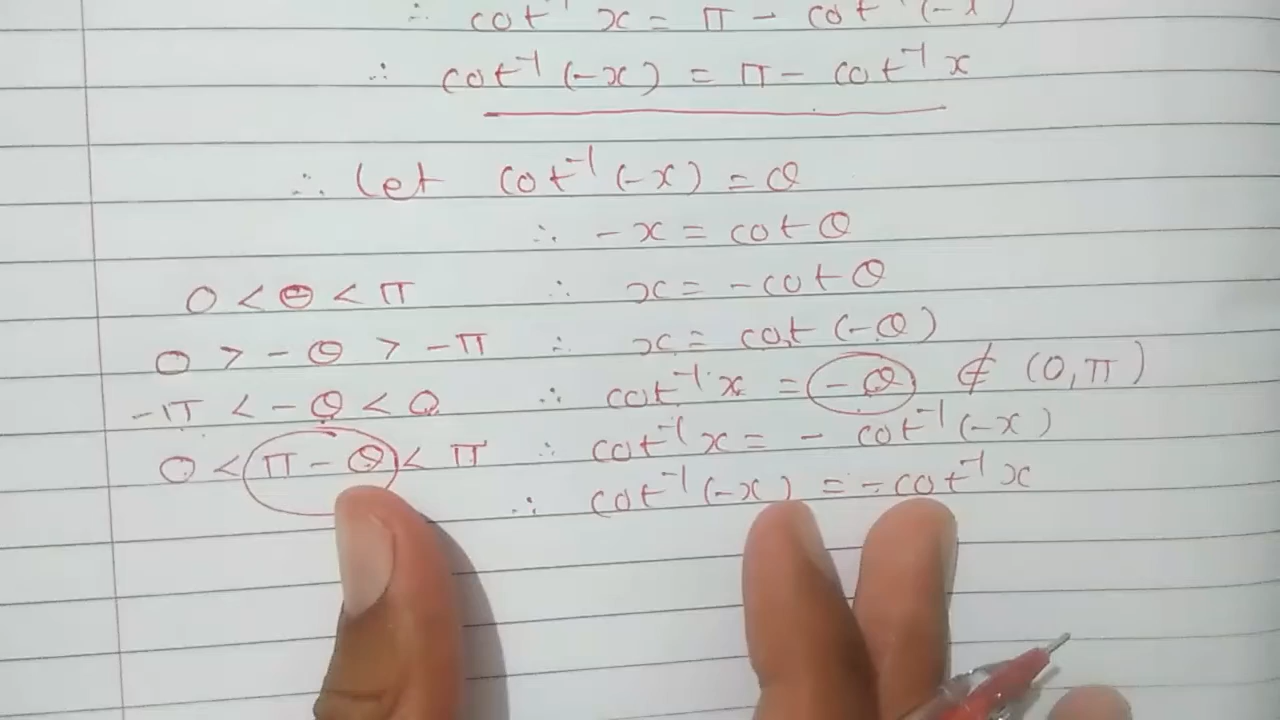 ∴ cot⁻¹ x = π - cot⁻¹(-x)
∴ cot⁻¹(-x) = π - cot⁻¹ x
∴ Let cot⁻¹(-x) = θ
∴ -x = cot θ
0 < θ < π ∴ x = -cot θ
0 > -θ > -π ∴ x = cot (-θ)
-π < -θ < 0 ∴ cot⁻¹ x = -θ ∉ (0, π)
0 < π - θ < π ∴ cot⁻¹ x = - cot⁻¹(-x)
∴ cot⁻¹(-x) = -cot⁻¹ x